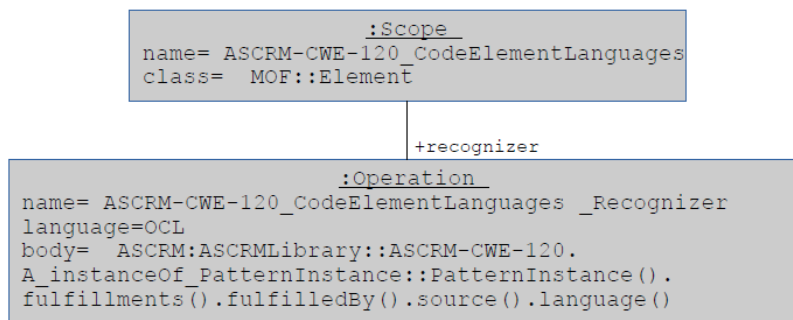 :Scope
name= ASCRM-CWE-120_CodeElementLanguages
class=  MOF::Element
+recognizer
:Operation
name= ASCRM-CWE-120_CodeElementLanguages _Recognizer
language=OCL
body=  ASCRM:ASCRMLibrary::ASCRM-CWE-120.
A_instanceOf_PatternInstance::PatternInstance().
fulfillments().fulfilledBy().source().language()